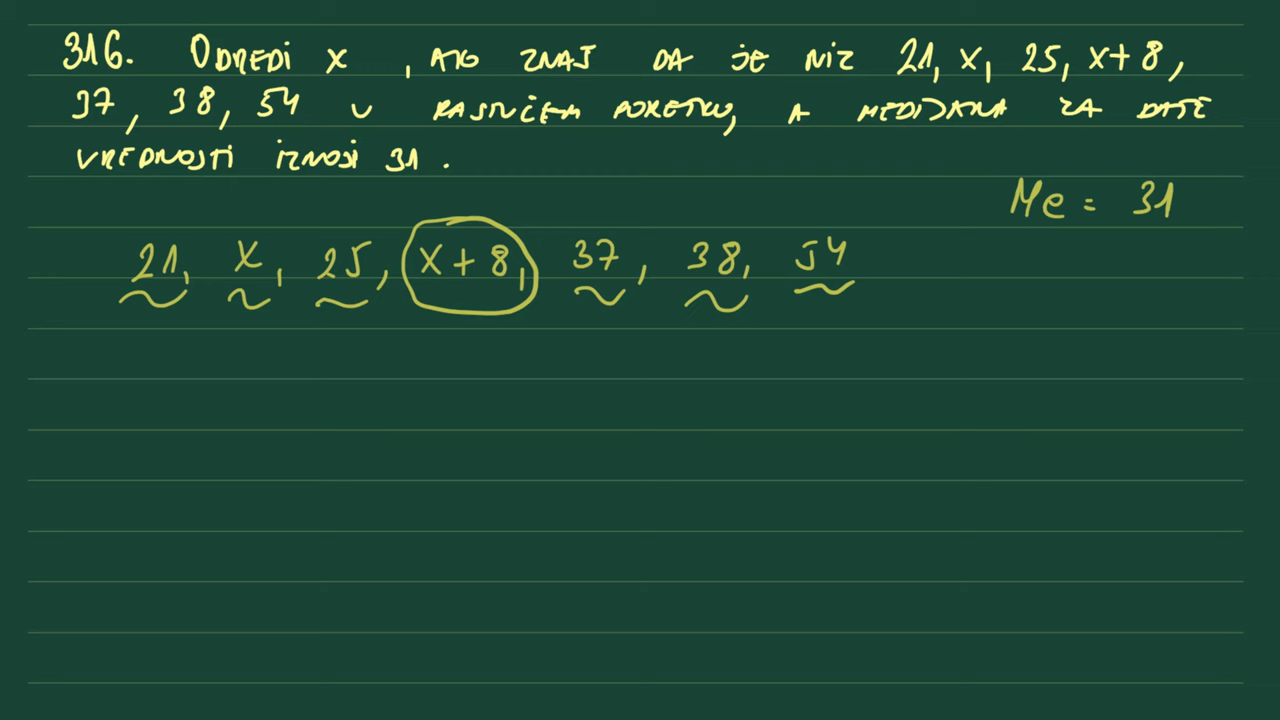 316. ODREDI X, AKO ZNAŠ DA JE NIZ 21, X, 25, X+8,
37, 38, 54 U RASTUĆEM PORETKU, A MEDIJANA ZA DATE
VREDNOSTI IZNOSI 31.
Me = 31
21, X, 25, X+8, 37, 38, 54